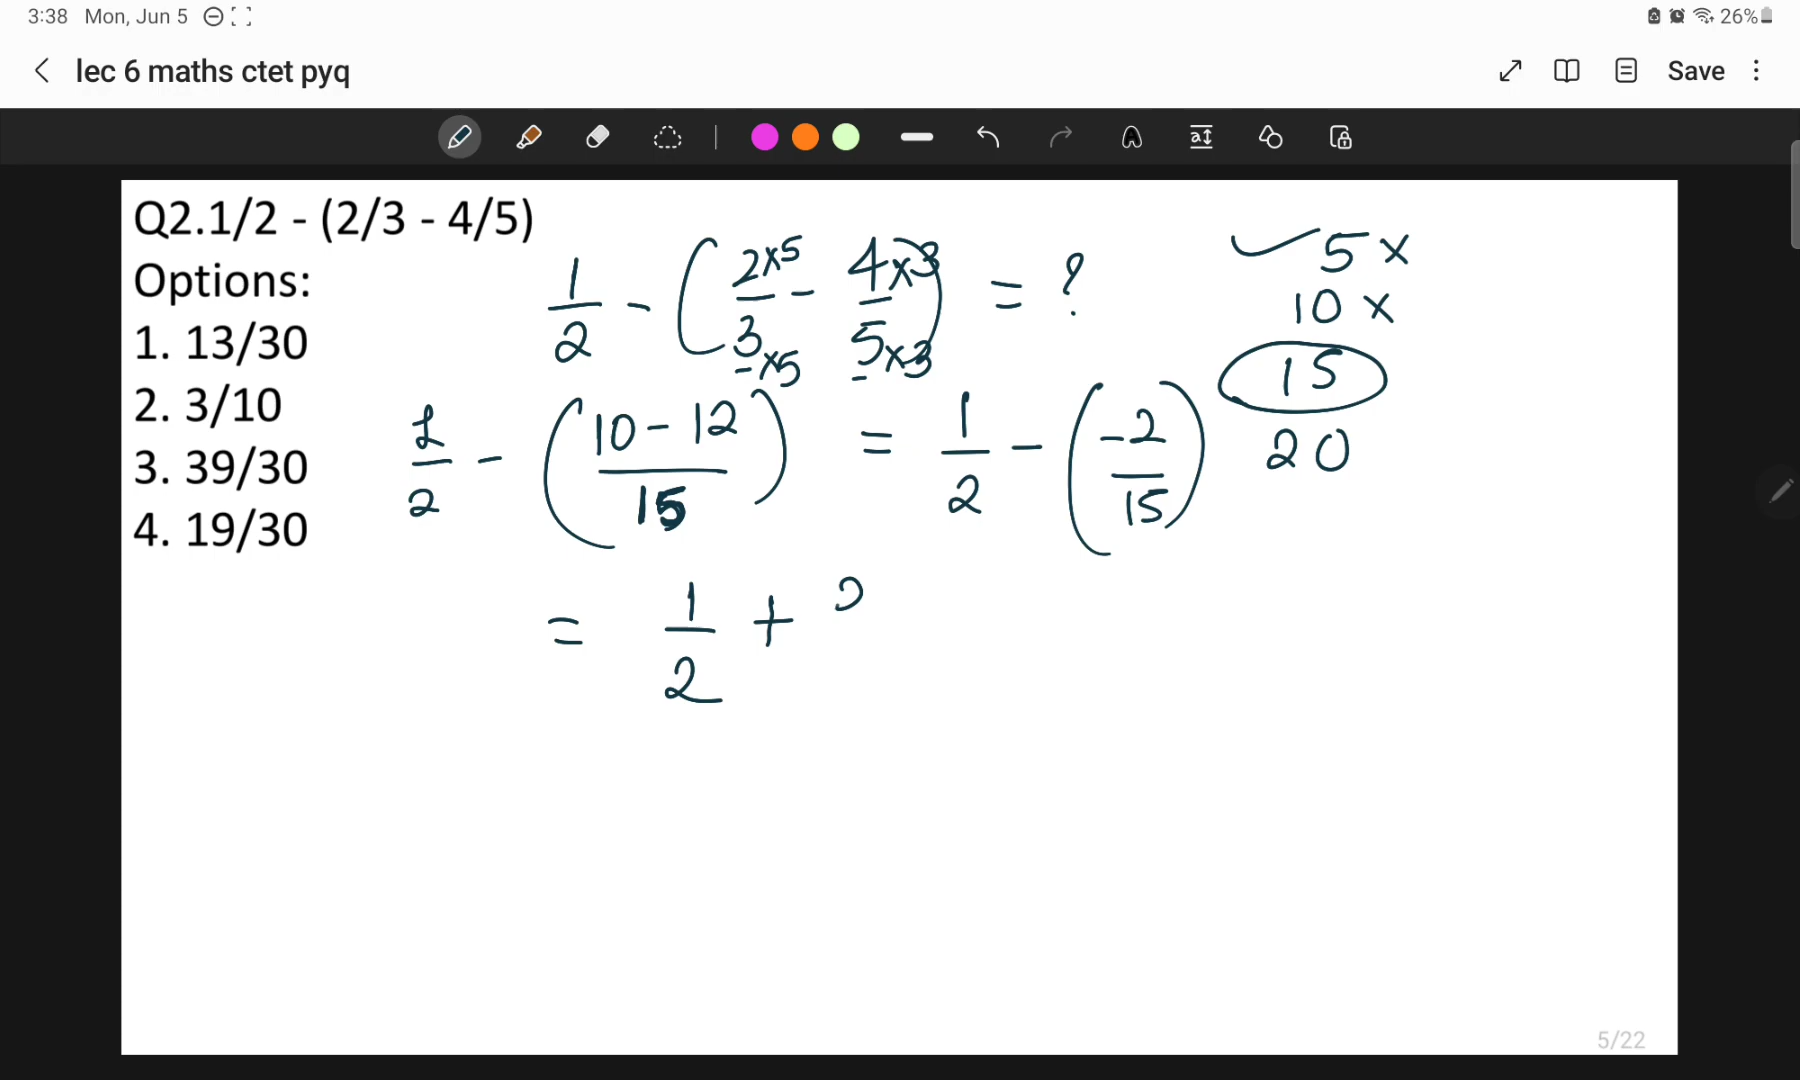 3:38 Mon, Jun 5 26%
lec 6 maths ctet pyq Save
Q2.1/2 - (2/3 - 4/5)
Options:
1. 13/30
2. 3/10
3. 39/30
4. 19/30
1/2 - (2×5/3×5 - 4×3/5×3) = ?
5 ×
10 ×
15
20
1/2 - (10 - 12/15) = 1/2 - (-2/15)
= 1/2 +
5/22